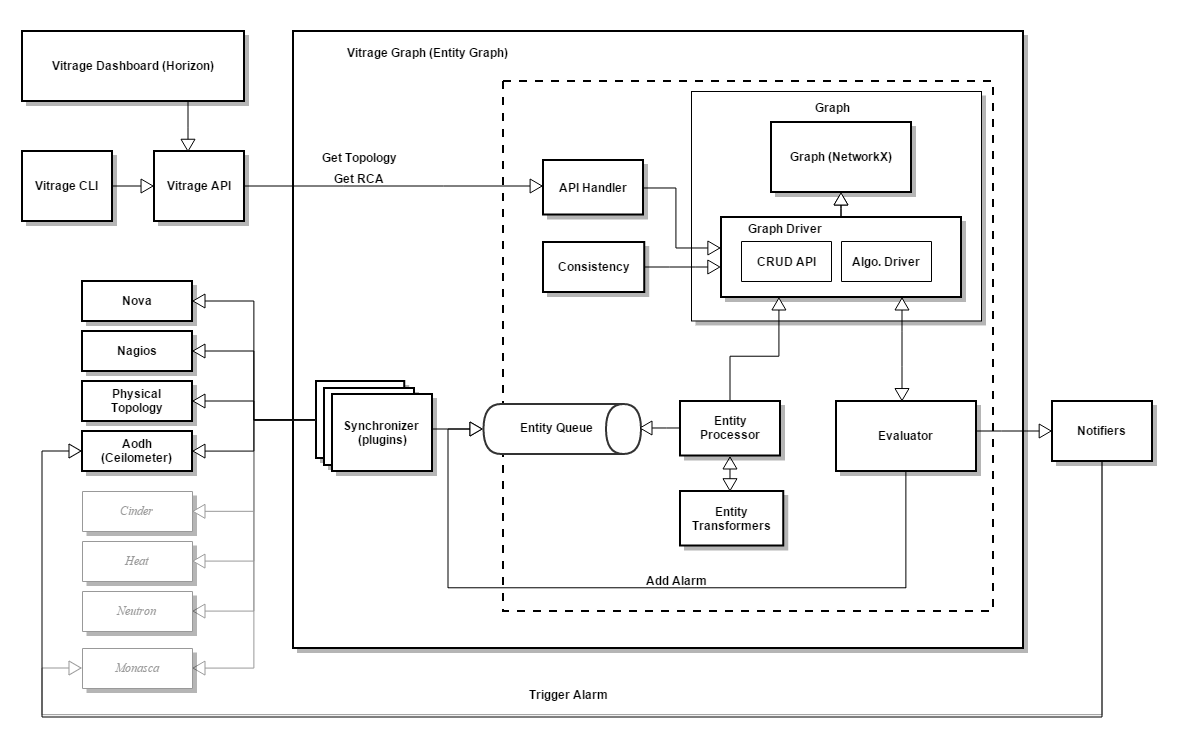 Vitrage Dashboard (Horizon)
Vitrage CLI
Vitrage API
Get Topology
Get RCA
Vitrage Graph (Entity Graph)
Graph
Graph (NetworkX)
API Handler
Graph Driver
CRUD API
Algo. Driver
Consistency
Nova
Nagios
Physical
Topology
Aodh
(Ceilometer)
Cinder
Heat
Neutron
Monasca
Synchronizer
(plugins)
Entity Queue
Entity
Processor
Evaluator
Notifiers
Entity
Transformers
Add Alarm
Trigger Alarm